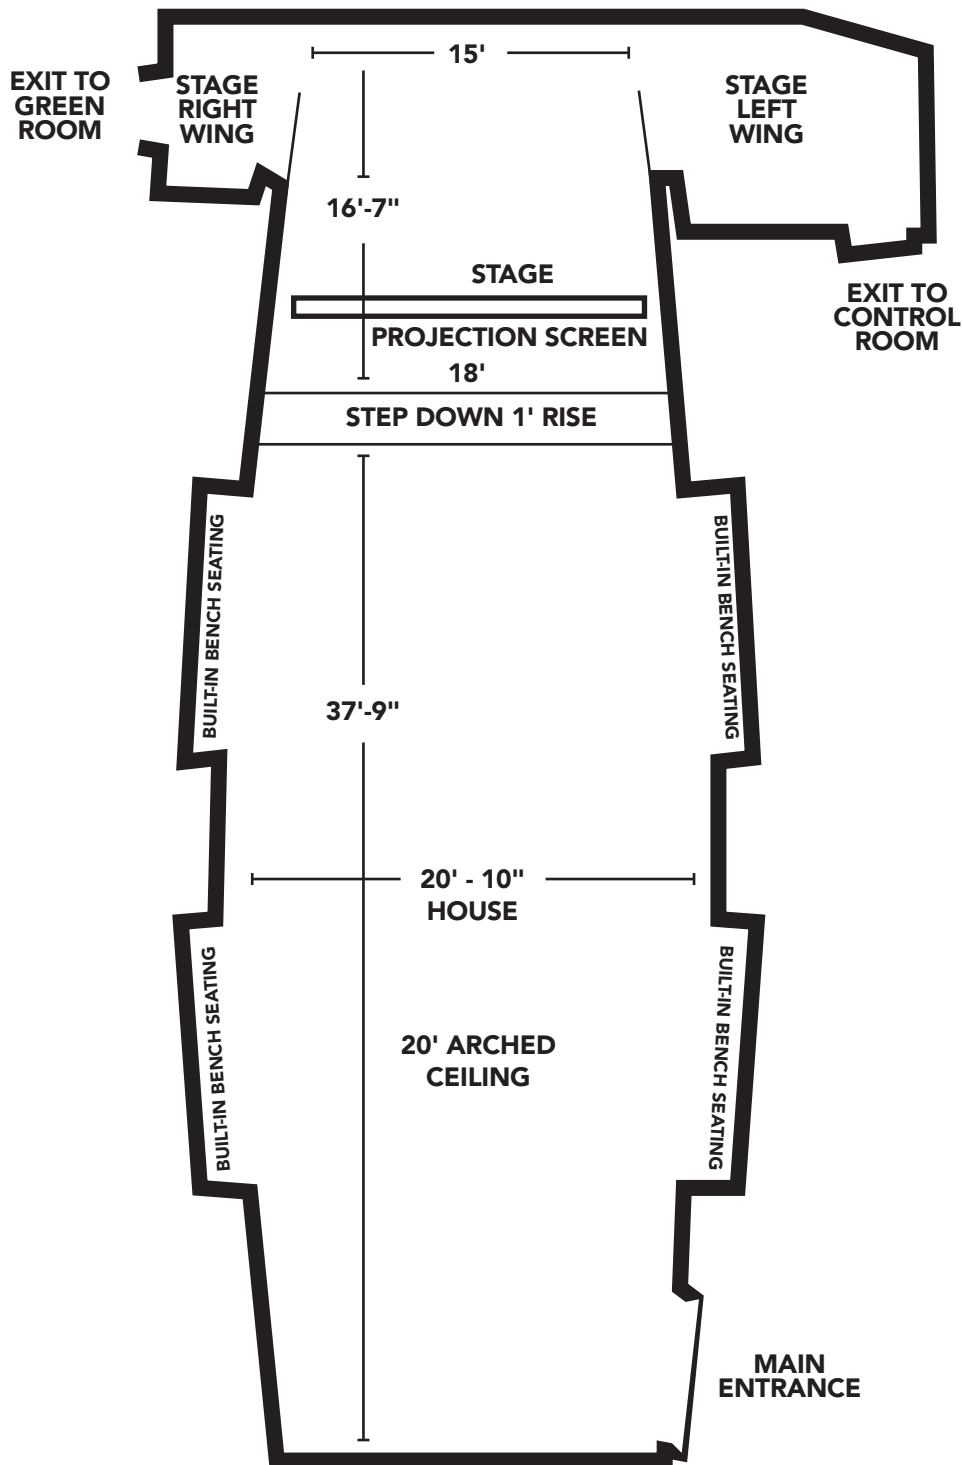 15'
EXIT TO
GREEN
ROOM
STAGE
RIGHT
WING
STAGE
LEFT
WING
16'-7"
STAGE
EXIT TO
CONTROL
ROOM
PROJECTION SCREEN
18'
STEP DOWN 1' RISE
BUILT-IN BENCH SEATING
BUILT-IN BENCH SEATING
37'-9"
20' - 10"
HOUSE
BUILT-IN BENCH SEATING
BUILT-IN BENCH SEATING
20' ARCHED
CEILING
MAIN
ENTRANCE